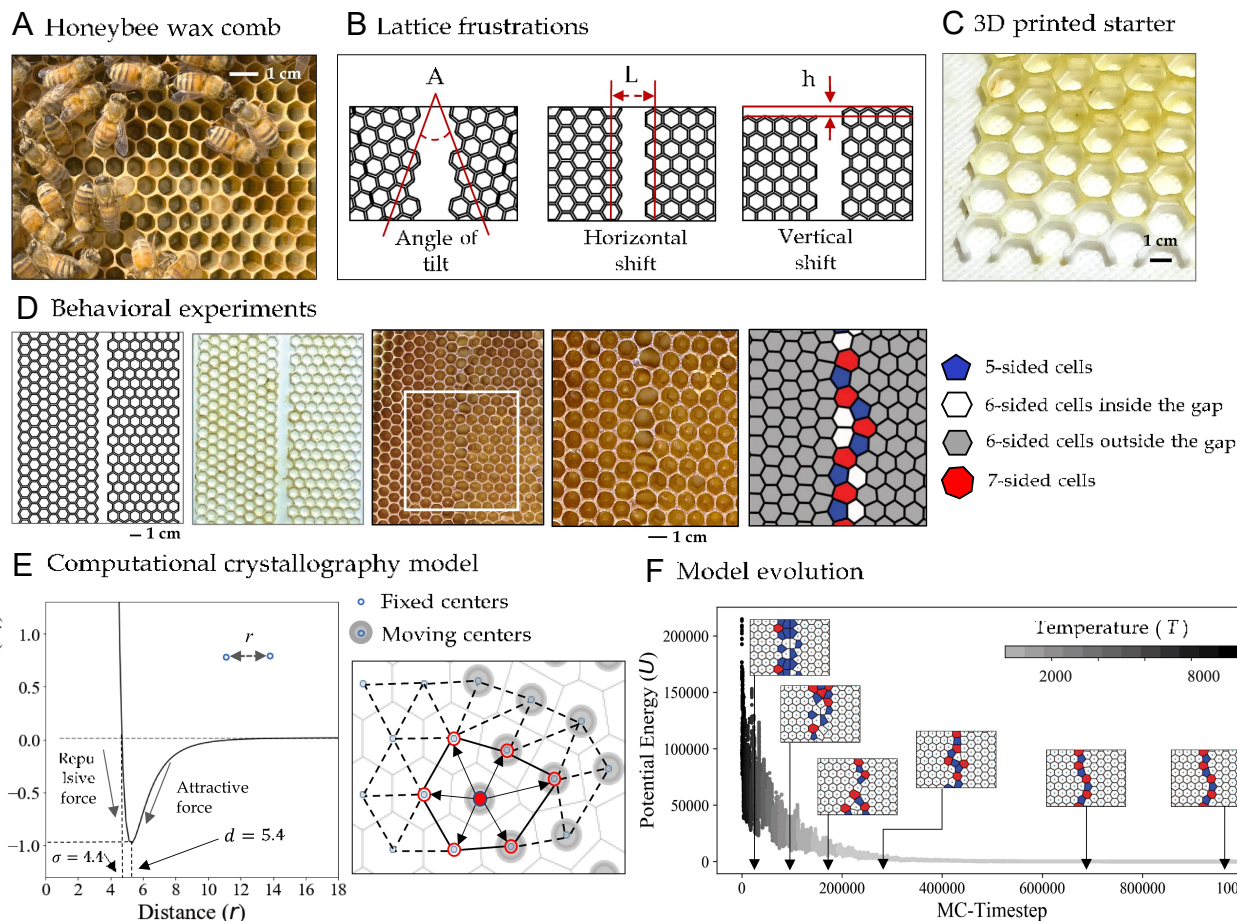 A Honeybee wax comb
1 cm
B Lattice frustrations
A
L
h
Angle of
tilt
Horizontal
shift
Vertical
shift
C 3D printed starter
1 cm
D Behavioral experiments
1 cm
1 cm
5-sided cells
6-sided cells inside the gap
6-sided cells outside the gap
7-sided cells
E Computational crystallography model
1.0
0.5
0.0
−0.5
−1.0
r
Repu
lsive
force
Attractive
force
σ = 4.4
d = 5.4
0 2 4 6 8 10 12 14 16 18
Distance (r)
Fixed centers
Moving centers
F Model evolution
Potential Energy (U)
200000
150000
100000
50000
0
Temperature (T)
2000 8000
0 200000 400000 600000 800000
MC-Timestep